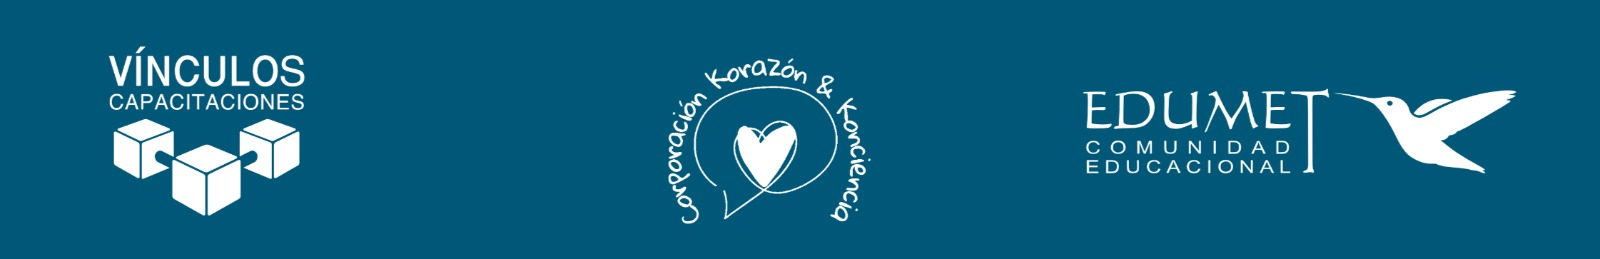 VÍNCULOS
CAPACITACIONES
Corporación Korazón & Konciencia
EDUMET
COMUNIDAD
EDUCACIONAL